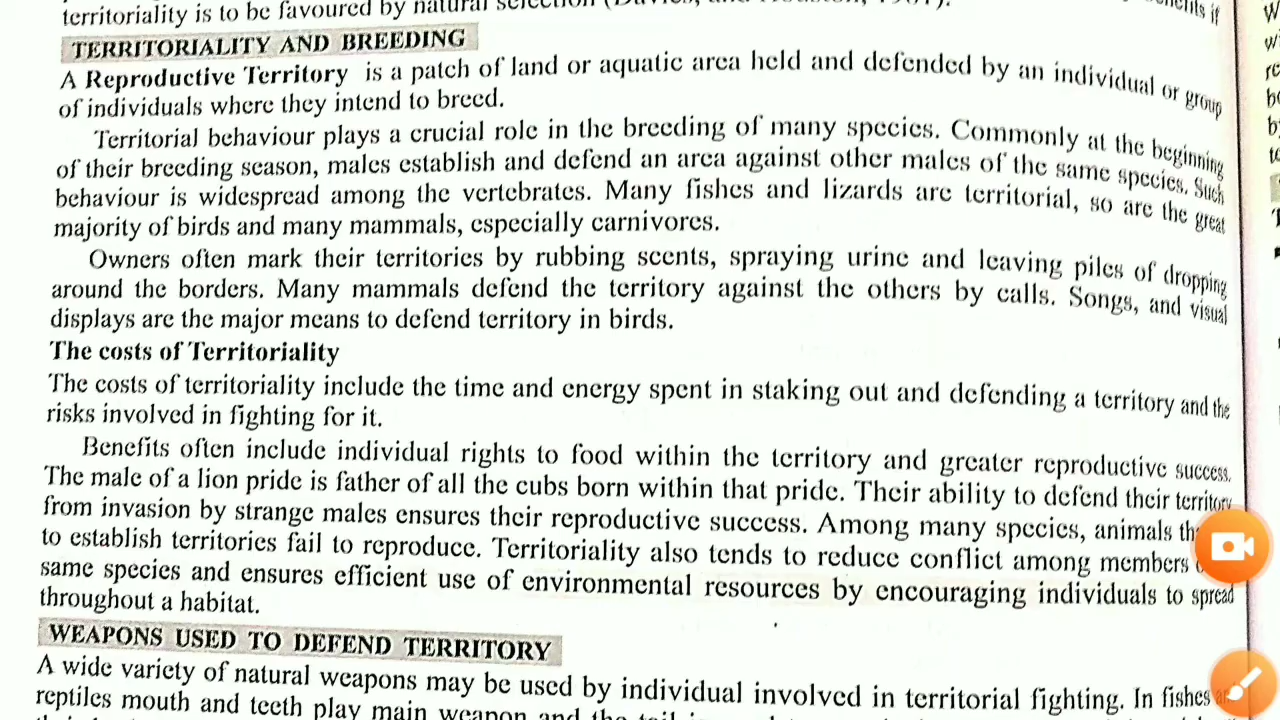 territoriality is to be favoured by natural selection
TERRITORIALITY AND BREEDING
A Reproductive Territory is a patch of land or aquatic area held and defended by an individual or group
of individuals where they intend to breed.
Territorial behaviour plays a crucial role in the breeding of many species. Commonly at the beginning
of their breeding season, males establish and defend an area against other males of the same species. Such
behaviour is widespread among the vertebrates. Many fishes and lizards are territorial, so are the great
majority of birds and many mammals, especially carnivores.
Owners often mark their territories by rubbing scents, spraying urine and leaving piles of dropping
around the borders. Many mammals defend the territory against the others by calls. Songs, and visual
displays are the major means to defend territory in birds.
The costs of Territoriality
The costs of territoriality include the time and energy spent in staking out and defending a territory and the
risks involved in fighting for it.
Benefits often include individual rights to food within the territory and greater reproductive success.
The male of a lion pride is father of all the cubs born within that pride. Their ability to defend their territory
from invasion by strange males ensures their reproductive success. Among many species, animals
to establish territories fail to reproduce. Territoriality also tends to reduce conflict among members
same species and ensures efficient use of environmental resources by encouraging individuals to spread
throughout a habitat.
WEAPONS USED TO DEFEND TERRITORY
A wide variety of natural weapons may be used by individual involved in territorial fighting. In fishes
reptiles mouth and teeth play main weapon and the tail